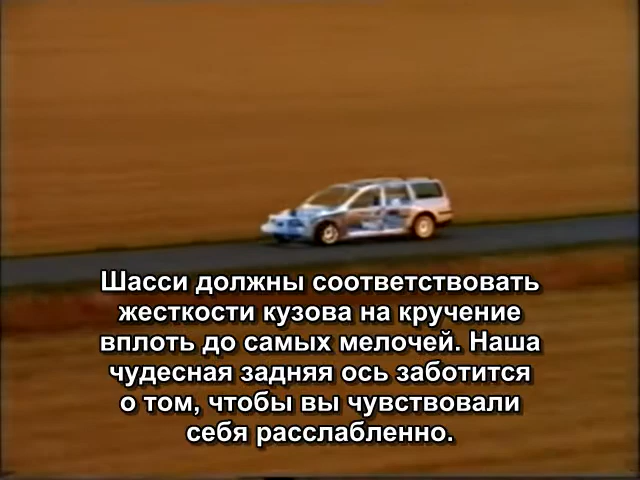 Шасси должны соответствовать
жесткости кузова на кручение
вплоть до самых мелочей. Наша
чудесная задняя ось заботится
о том, чтобы вы чувствовали
себя расслабленно.